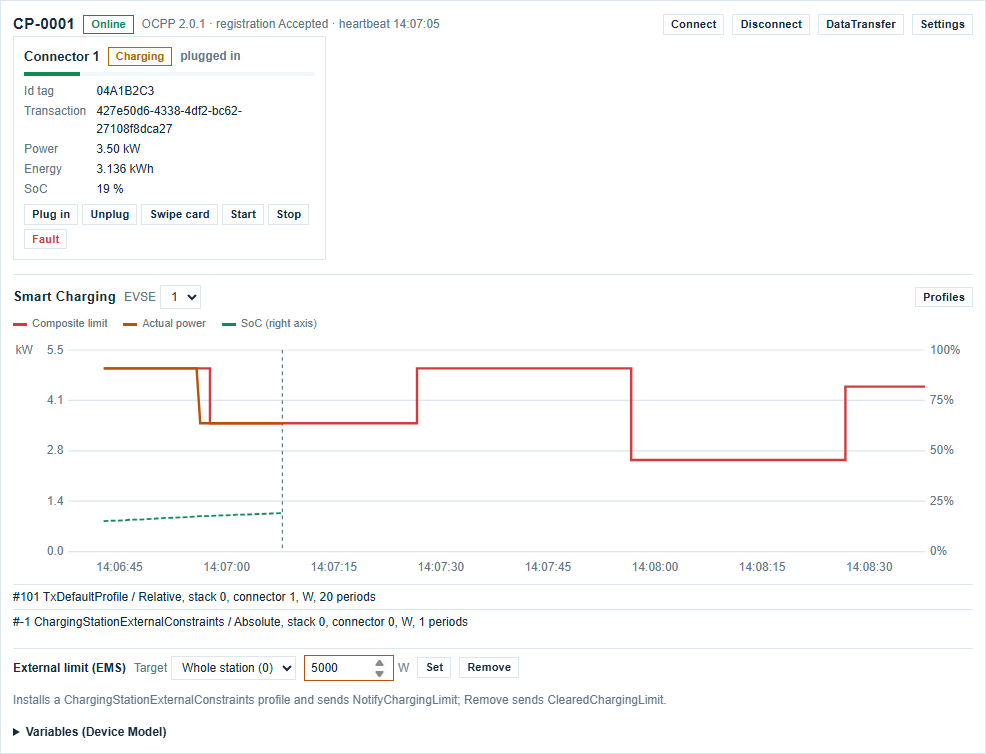 CP-0001 Online OCPP 2.0.1 · registration Accepted · heartbeat 14:07:05 Connect Disconnect DataTransfer Settings
Connector 1 Charging plugged in
Id tag 04A1B2C3
Transaction 427e50d6-4338-4df2-bc62-
27108f8dca27
Power 3.50 kW
Energy 3.136 kWh
SoC 19 %
Plug in Unplug Swipe card Start Stop
Fault
Smart Charging EVSE 1 Profiles
Composite limit Actual power SoC (right axis)
kW 5.5 100%
4.1 75%
2.8 50%
1.4 25%
0.0 0%
14:06:45 14:07:00 14:07:15 14:07:30 14:07:45 14:08:00 14:08:15 14:08:30
#101 TxDefaultProfile / Relative, stack 0, connector 1, W, 20 periods
#-1 ChargingStationExternalConstraints / Absolute, stack 0, connector 0, W, 1 periods
External limit (EMS) Target Whole station (0) 5000 W Set Remove
Installs a ChargingStationExternalConstraints profile and sends NotifyChargingLimit; Remove sends ClearedChargingLimit.
Variables (Device Model)